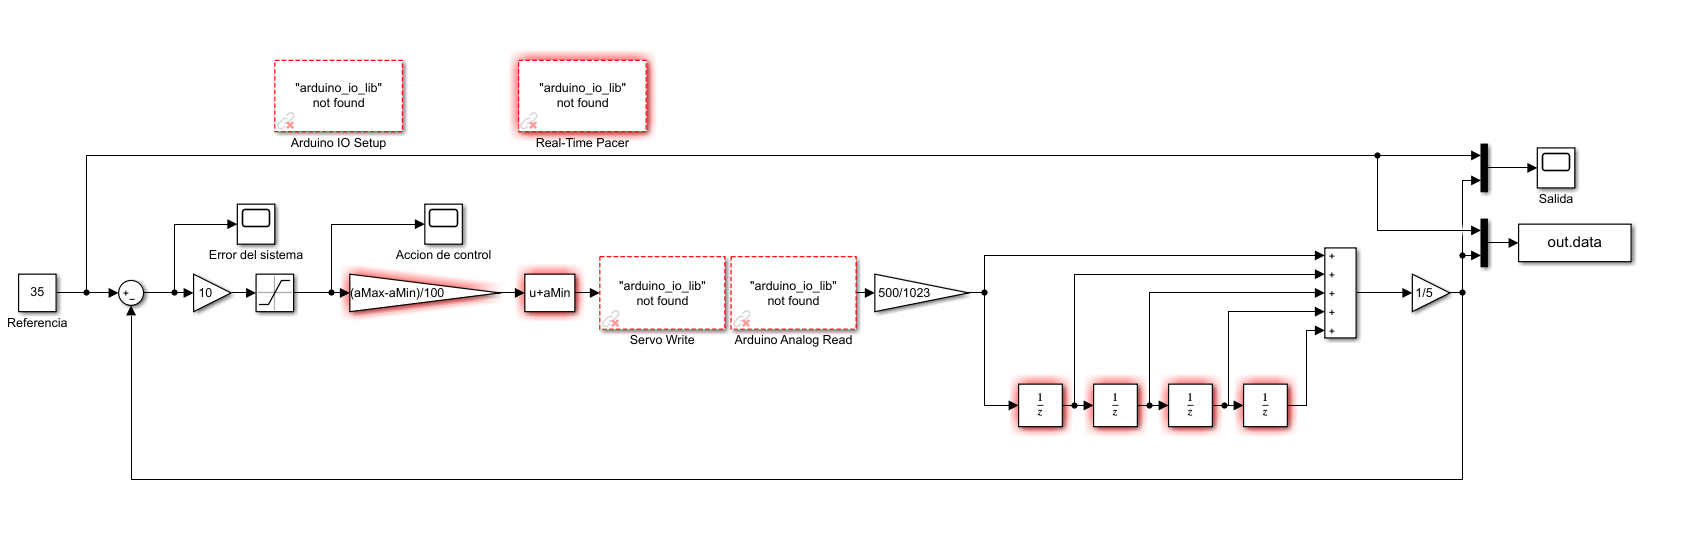 "arduino_io_lib"
not found
Arduino IO Setup
"arduino_io_lib"
not found
Real-Time Pacer
Salida
Error del sistema
Accion de control
out.data
35
Referencia
+
−
10
(aMax-aMin)/100
u+aMin
"arduino_io_lib"
not found
Servo Write
"arduino_io_lib"
not found
Arduino Analog Read
500/1023
+
+
+
+
+
1/5
1
z
1
z
1
z
1
z